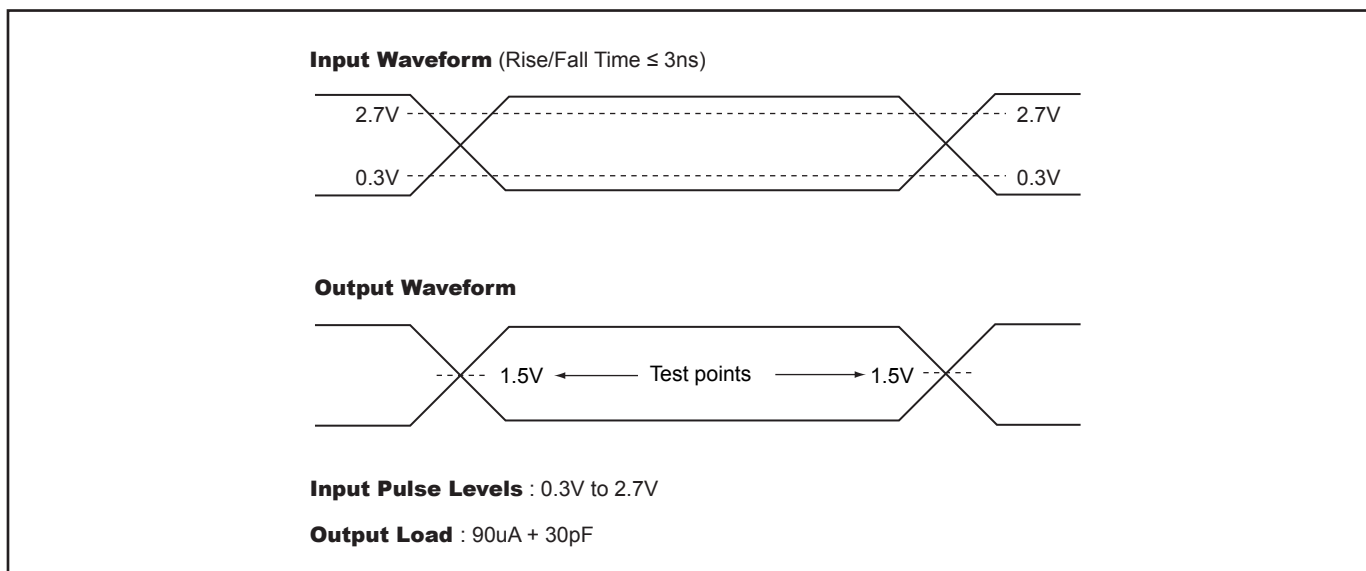 Input Waveform (Rise/Fall Time ≤ 3ns)
2.7V 2.7V
0.3V 0.3V
Output Waveform
1.5V Test points 1.5V
Input Pulse Levels : 0.3V to 2.7V
Output Load : 90uA + 30pF